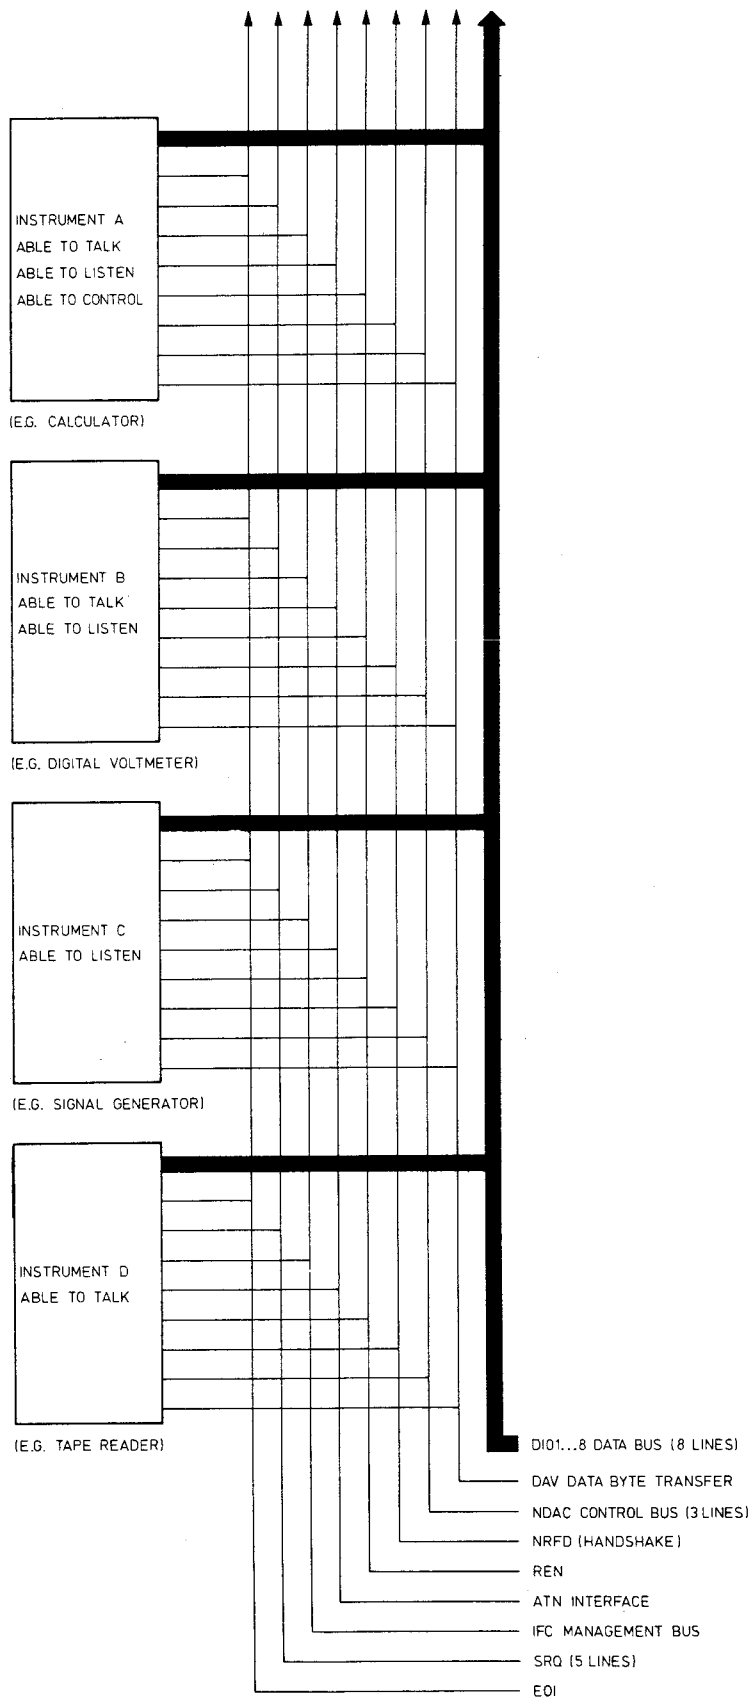 INSTRUMENT A
ABLE TO TALK
ABLE TO LISTEN
ABLE TO CONTROL
(E.G. CALCULATOR)
INSTRUMENT B
ABLE TO TALK
ABLE TO LISTEN
(E.G. DIGITAL VOLTMETER)
INSTRUMENT C
ABLE TO LISTEN
(E.G. SIGNAL GENERATOR)
INSTRUMENT D
ABLE TO TALK
(E.G. TAPE READER)
DI01...8 DATA BUS (8 LINES)
DAV DATA BYTE TRANSFER
NDAC CONTROL BUS (3 LINES)
NRFD (HANDSHAKE)
REN
ATN INTERFACE
IFC MANAGEMENT BUS
SRQ (5 LINES)
EOI